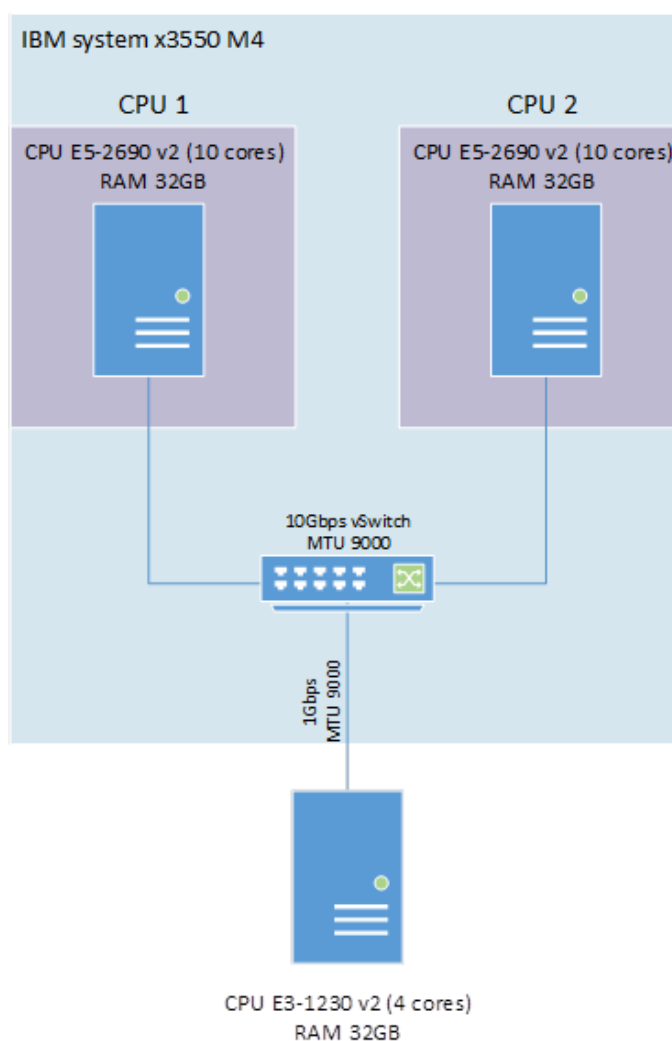 IBM system x3550 M4
CPU 1
CPU 2
CPU E5-2690 v2 (10 cores)
RAM 32GB
CPU E5-2690 v2 (10 cores)
RAM 32GB
10Gbps vSwitch
MTU 9000
1Gbps
MTU 9000
CPU E3-1230 v2 (4 cores)
RAM 32GB